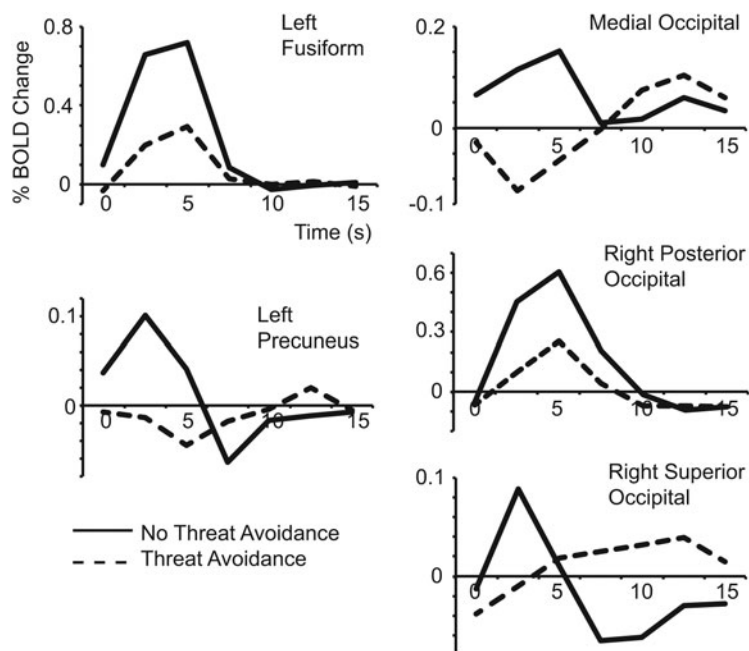 Left
Fusiform
% BOLD Change
0.8
0.4
0
0 5 10 15
Time (s)
Medial Occipital
0.2
0
-0.1
0 5 10 15
Left
Precuneus
0.1
0
0 5 10 15
Right Posterior
Occipital
0.6
0.3
0
0 5 10 15
Right Superior
Occipital
0.1
0
0 5 10 15
No Threat Avoidance
Threat Avoidance